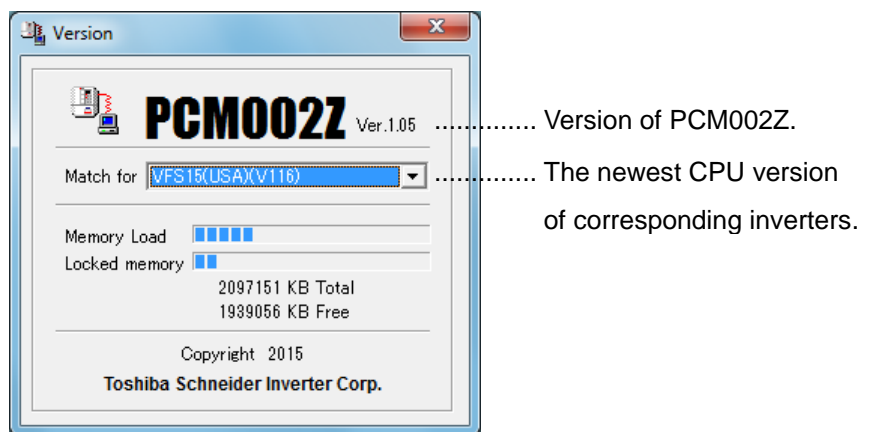 Version
PCM002Z Ver.1.05 .............. Version of PCM002Z.
Match for VFS15(USA)(V116) .............. The newest CPU version
of corresponding inverters.
Memory Load
Locked memory
2097151 KB Total
1939056 KB Free
Copyright 2015
Toshiba Schneider Inverter Corp.